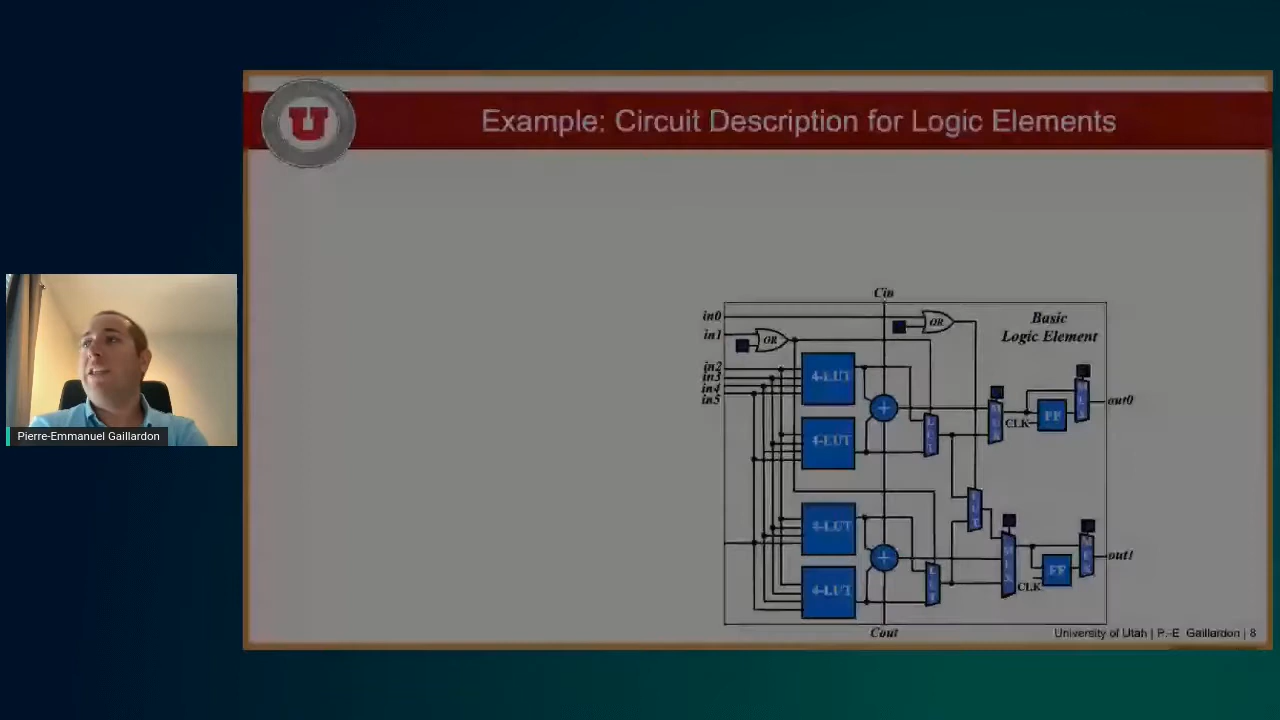 Example: Circuit Description for Logic Elements
U
Cin
in0
OR
Basic
Logic Element
in1
OR
in2
in3
in4
in5
4-LUT
out0
FF
CLK
4-LUT
4-LUT
out1
FF
CLK
4-LUT
Cout
University of Utah | P.-E. Gaillardon | 8
Pierre-Emmanuel Gaillardon